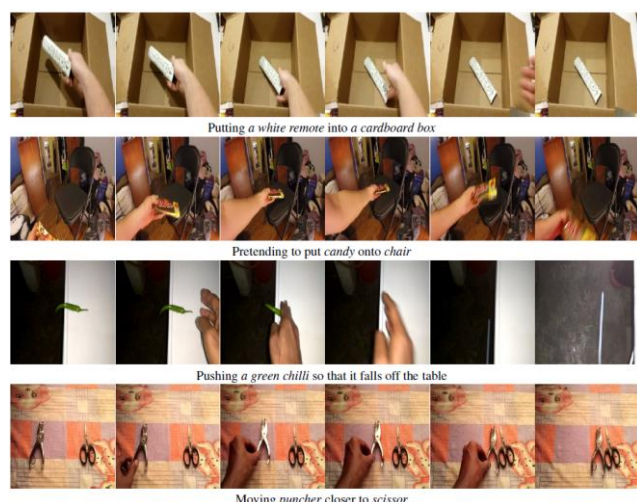 Putting a white remote into a cardboard box
Pretending to put candy onto chair
Pushing a green chilli so that it falls off the table
Moving puncher closer to scissor